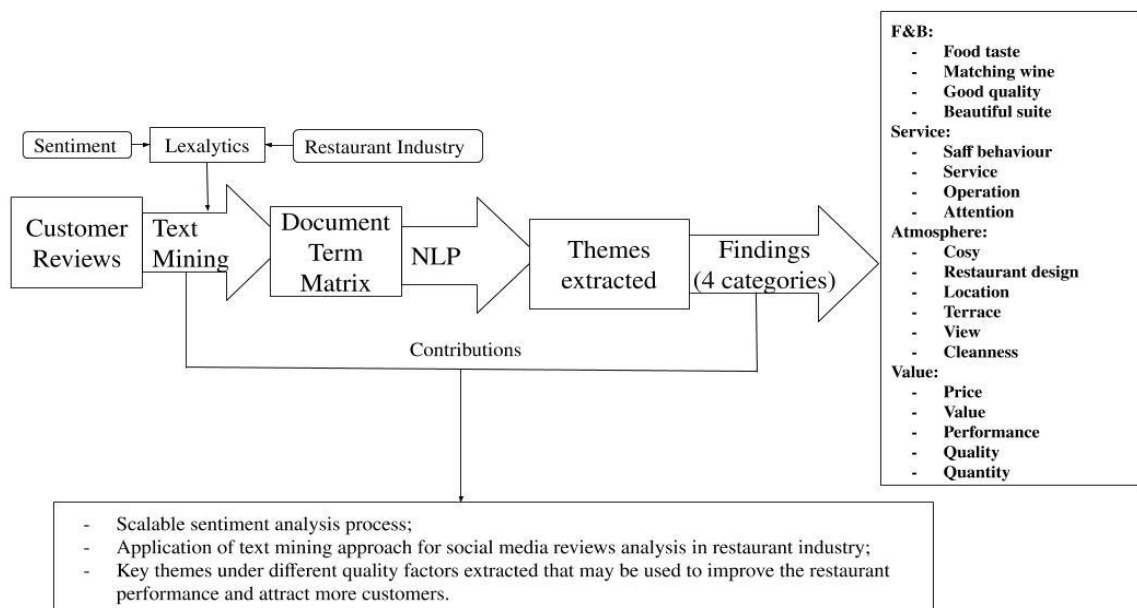 Sentiment
Lexalytics
Restaurant Industry
Customer
Reviews
Text
Mining
Document
Term
Matrix
NLP
Themes
extracted
Findings
(4 categories)
F&B:
- Food taste
- Matching wine
- Good quality
- Beautiful suite
Service:
- Saff behaviour
- Service
- Operation
- Attention
Atmosphere:
- Cosy
- Restaurant design
- Location
- Terrace
- View
- Cleanness
Value:
- Price
- Value
- Performance
- Quality
- Quantity
Contributions
- Scalable sentiment analysis process;
- Application of text mining approach for social media reviews analysis in restaurant industry;
- Key themes under different quality factors extracted that may be used to improve the restaurant
performance and attract more customers.